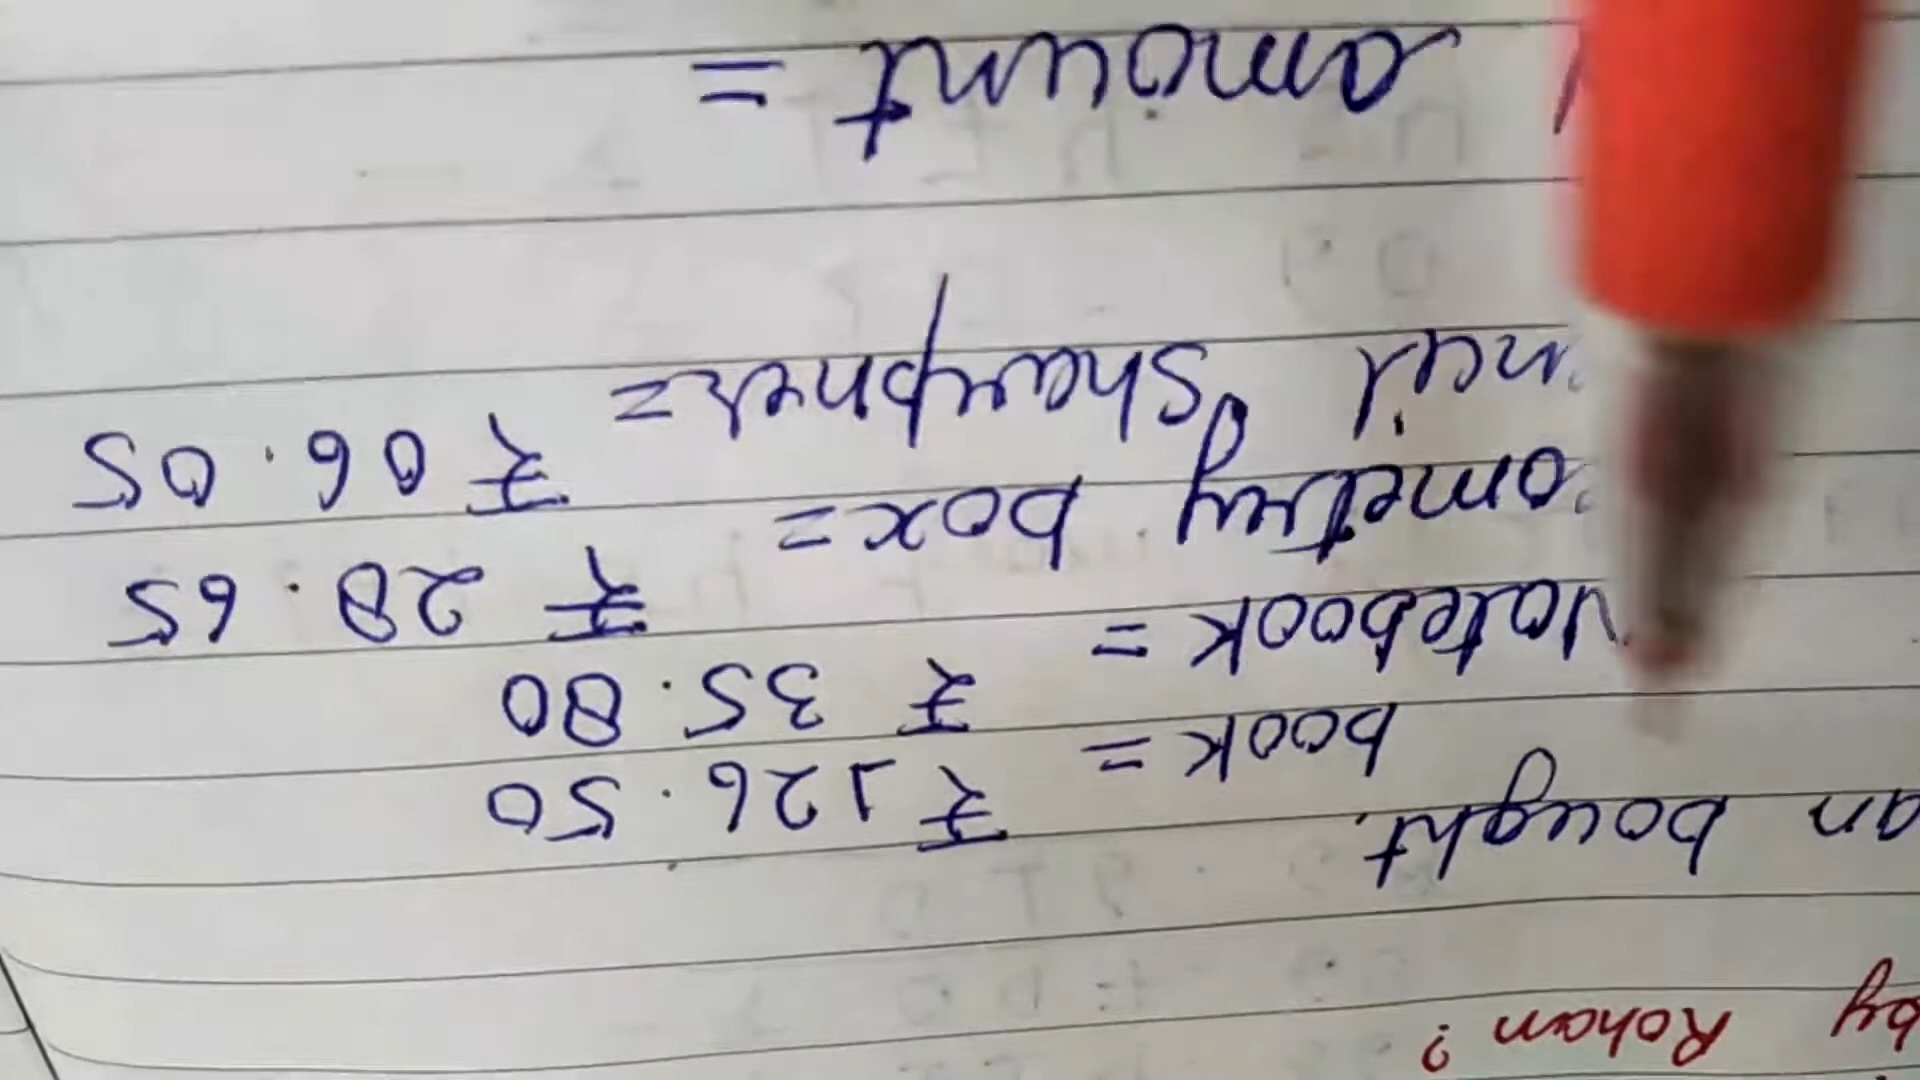 by Rohan?
an bought.
book = ₹ 126.50
Notebook = ₹ 35.80
ometry box = ₹ 28.65
ncil sharpner = ₹ 06.05
amount =